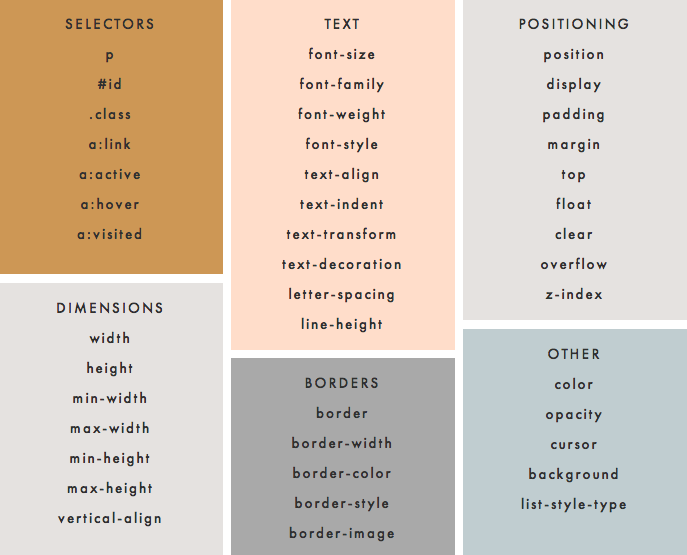 SELECTORS
p
#id
.class
a:link
a:active
a:hover
a:visited
DIMENSIONS
width
height
min-width
max-width
min-height
max-height
vertical-align
TEXT
font-size
font-family
font-weight
font-style
text-align
text-indent
text-transform
text-decoration
letter-spacing
line-height
BORDERS
border
border-width
border-color
border-style
border-image
POSITIONING
position
display
padding
margin
top
float
clear
overflow
z-index
OTHER
color
opacity
cursor
background
list-style-type